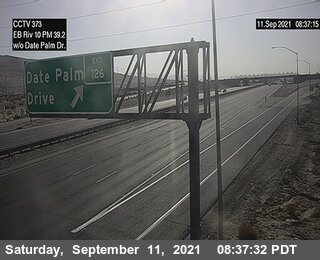 CCTV 373
EB Riv 10 PM 39.2
w/o Date Palm Dr.
11.Sep 2021 08:37:15
EXIT
126
Date Palm
Drive
Saturday, September 11, 2021 08:37:32 PDT